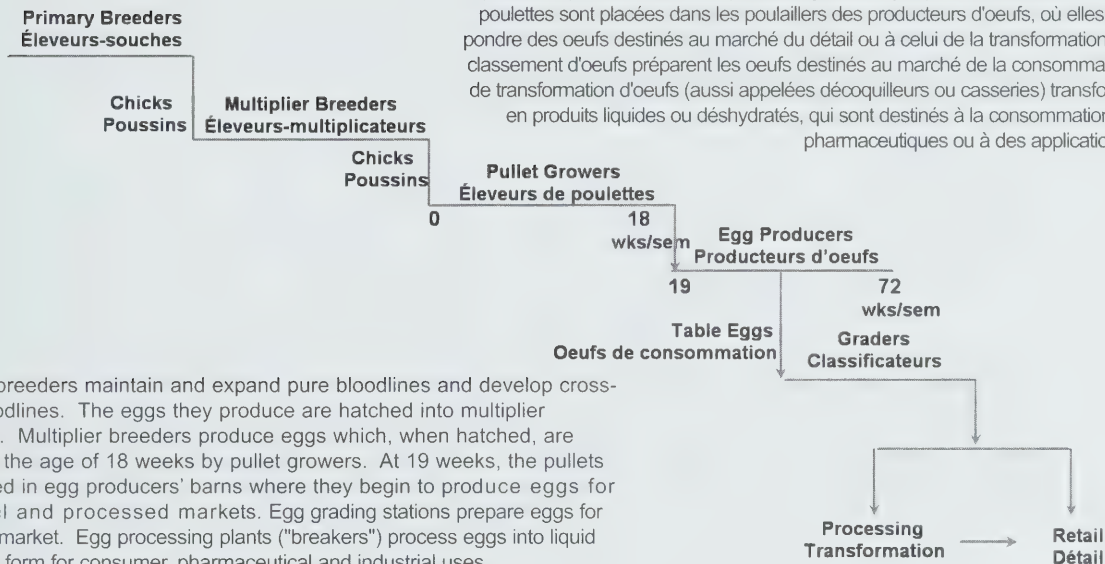 Primary Breeders
Éleveurs-souches
poulettes sont placées dans les poulaillers des producteurs d'oeufs, où elles
pondre des oeufs destinés au marché du détail ou à celui de la transformation
classement d'oeufs préparent les oeufs destinés au marché de la
de transformation d'oeufs (aussi appelées décoquilleurs ou casseries)
en produits liquides ou déshydratés, qui sont destinés à la consommation
pharmaceutiques ou à des
Chicks
Poussins
Multiplier Breeders
Éleveurs-multiplicateurs
Chicks
Poussins
Pullet Growers
Éleveurs de poulettes
0 18
wks/sem
Egg Producers
Producteurs d'oeufs
19 72
wks/sem
Table Eggs
Oeufs de consommation
Graders
Classificateurs
breeders maintain and expand pure bloodlines and develop cross-
The eggs they produce are hatched into multiplier
Multiplier breeders produce eggs which, when hatched, are
the age of 18 weeks by pullet growers. At 19 weeks, the pullets
in egg producers' barns where they begin to produce eggs for
and processed markets. Egg grading stations prepare eggs for
market. Egg processing plants ("breakers") process eggs into liquid
form for consumer, pharmaceutical and industrial uses
Processing
Transformation
Retail
Détail